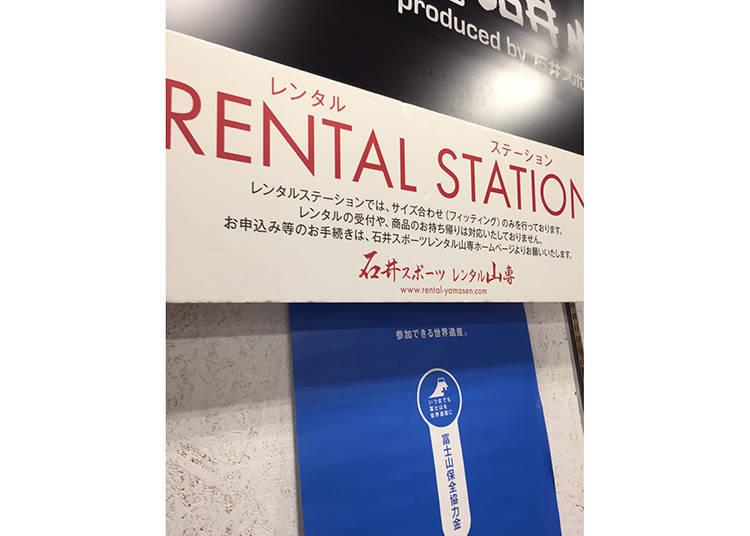 produced by 石井スポ
レンタル
ステーション
RENTAL STATION
レンタルステーションでは、サイズ合わせ（フィッティング）のみを行っております。
レンタルの受付や、商品のお持ち帰りは対応いたしておりません。
お申込み等のお手続きは、石井スポーツレンタル山専ホームページよりお願いいたします。
石井スポーツ レンタル山専
www.rental-yamasen.com
参加できる世界遺産。
いつまでも
富士山を
世界遺産に
富士山保全協力金